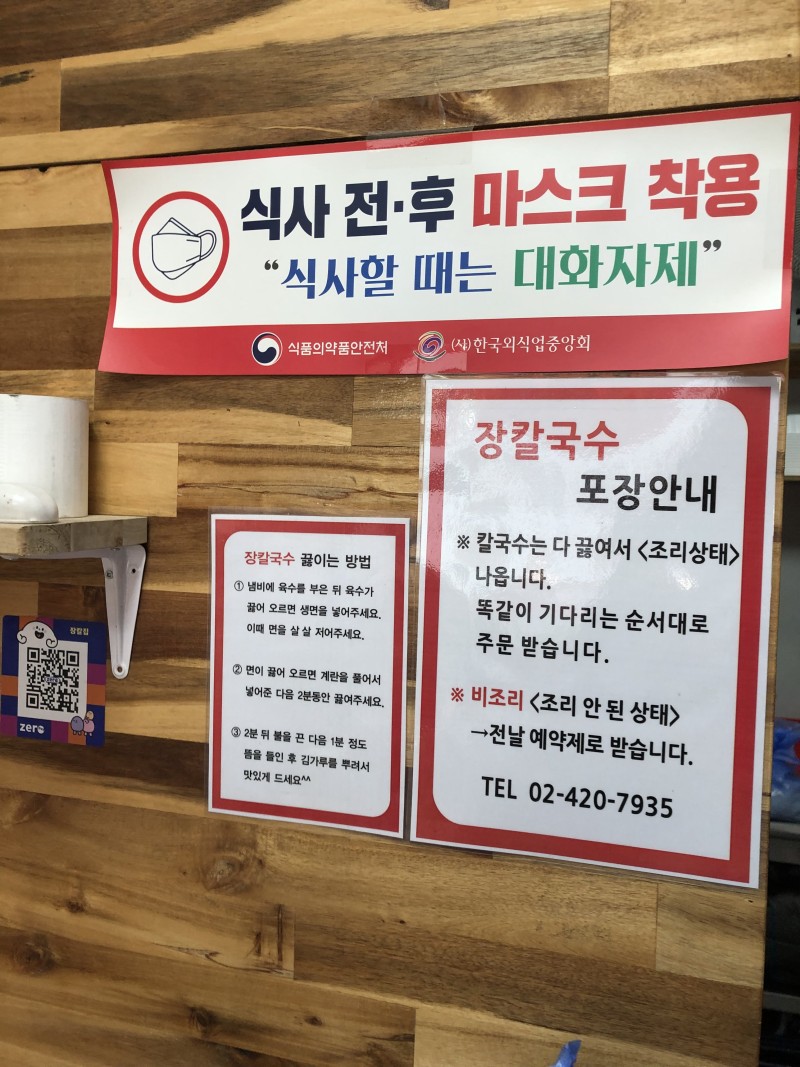 식사 전·후 마스크 착용
“식사할 때는 대화자제”
식품의약품안전처 (사)한국외식업중앙회
장칼국수
포장안내
※ 칼국수는 다 끓여서 <조리상태>
나옵니다.
똑같이 기다리는 순서대로
주문 받습니다.
※ 비조리 <조리 안 된 상태>
→전날 예약제로 받습니다.
TEL 02-420-7935
장칼국수 끓이는 방법
① 냄비에 육수를 부은 뒤 육수가
끓어 오르면 생면을 넣어주세요.
이때 면을 살 살 저어주세요.
② 면이 끓어 오르면 계란을 풀어서
넣어준 다음 2분동안 끓여주세요.
③ 2분 뒤 불을 끈 다음 1분 정도
뜸을 들인 후 김가루를 뿌려서
맛있게 드세요^^
장칼집
zero